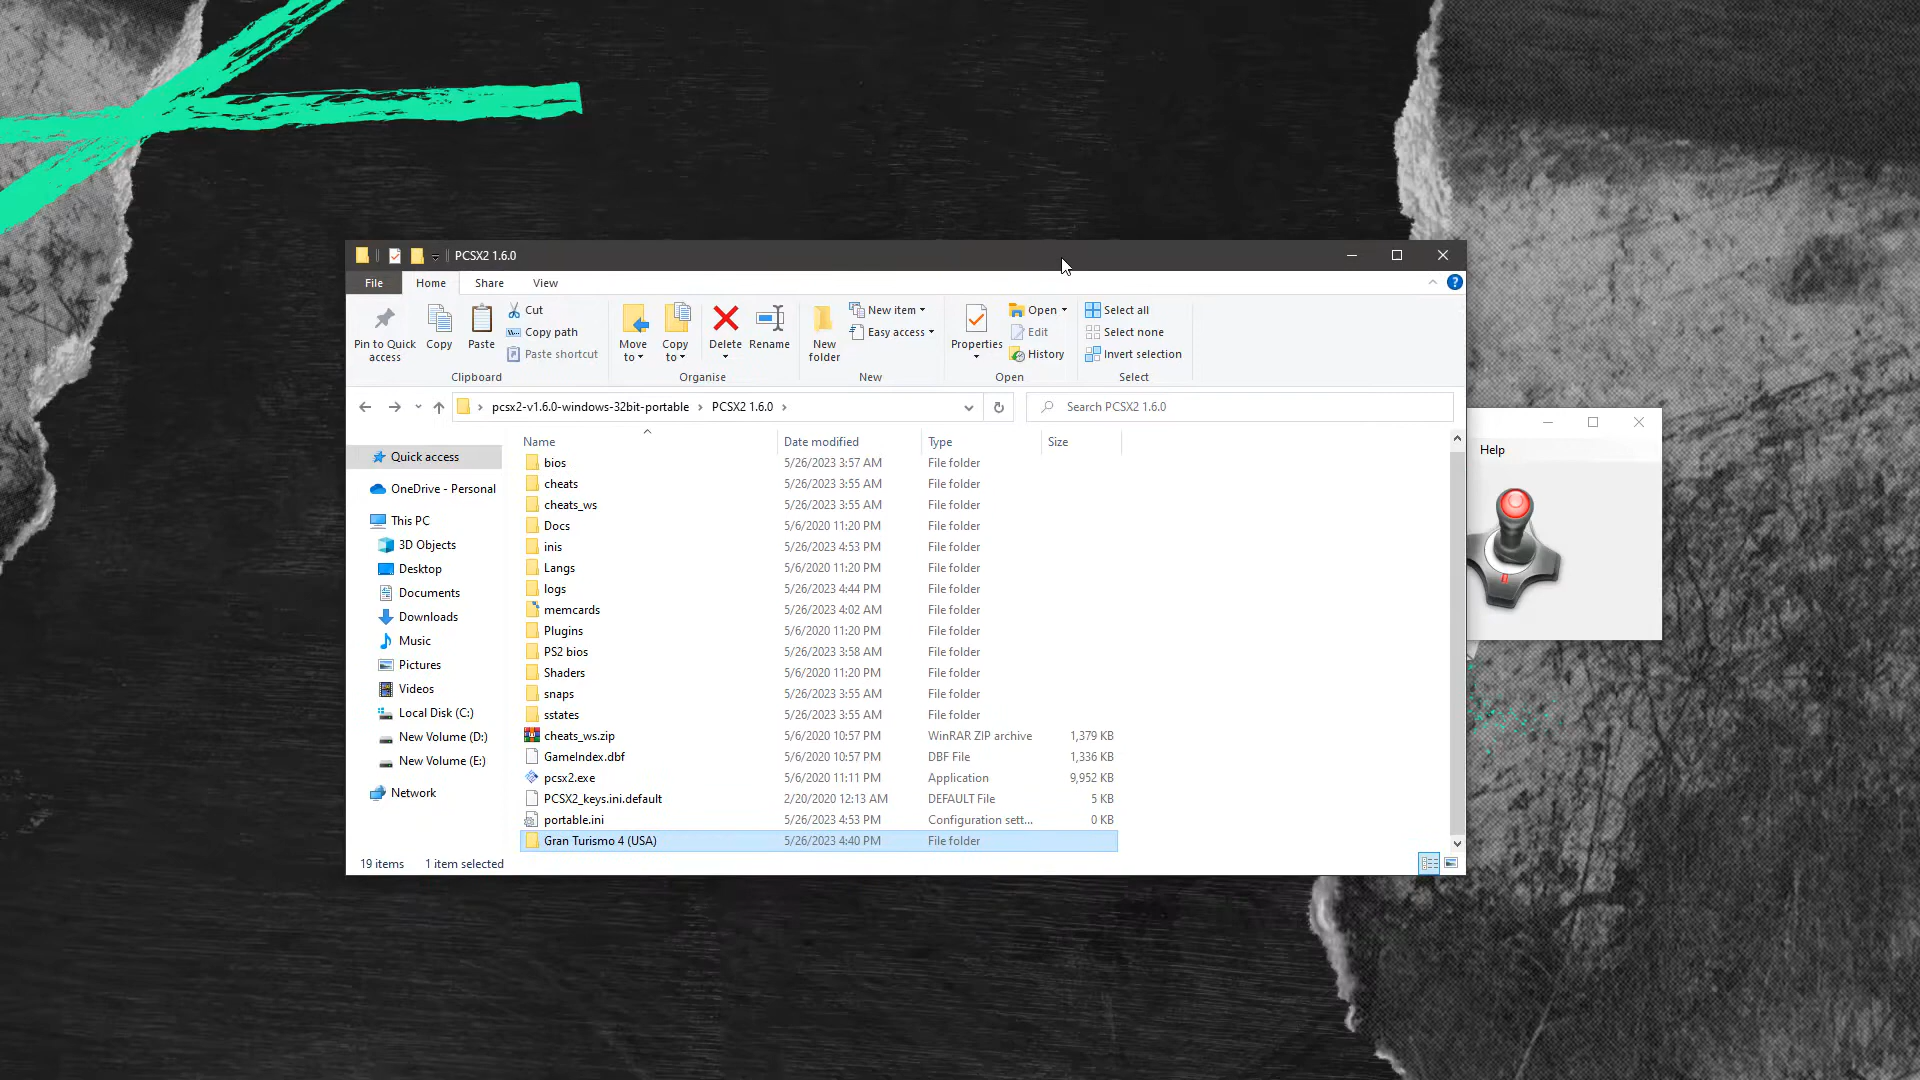 PCSX2 1.6.0
File Home Share View
Pin to Quick access
Copy
Paste
Cut
Copy path
Paste shortcut
Clipboard
Move to
Copy to
Delete
Rename
Organise
New folder
New item
Easy access
New
Properties
Open
Edit
History
Open
Select all
Select none
Invert selection
Select
pcsx2-v1.6.0-windows-32bit-portable PCSX2 1.6.0
Search PCSX2 1.6.0
Help
Quick access
OneDrive - Personal
This PC
3D Objects
Desktop
Documents
Downloads
Music
Pictures
Videos
Local Disk (C:)
New Volume (D:)
New Volume (E:)
Network
Name Date modified Type Size
bios 5/26/2023 3:57 AM File folder
cheats 5/26/2023 3:55 AM File folder
cheats_ws 5/26/2023 3:55 AM File folder
Docs 5/6/2020 11:20 PM File folder
inis 5/26/2023 4:53 PM File folder
Langs 5/6/2020 11:20 PM File folder
logs 5/26/2023 4:44 PM File folder
memcards 5/26/2023 4:02 AM File folder
Plugins 5/6/2020 11:20 PM File folder
PS2 bios 5/26/2023 3:58 AM File folder
Shaders 5/6/2020 11:20 PM File folder
snaps 5/26/2023 3:55 AM File folder
sstates 5/26/2023 3:55 AM File folder
cheats_ws.zip 5/6/2020 10:57 PM WinRAR ZIP archive 1,379 KB
GameIndex.dbf 5/6/2020 10:57 PM DBF File 1,336 KB
pcsx2.exe 5/6/2020 11:11 PM Application 9,952 KB
PCSX2_keys.ini.default 2/20/2020 12:13 AM DEFAULT File 5 KB
portable.ini 5/26/2023 4:53 PM Configuration sett... 0 KB
Gran Turismo 4 (USA) 5/26/2023 4:40 PM File folder
19 items 1 item selected